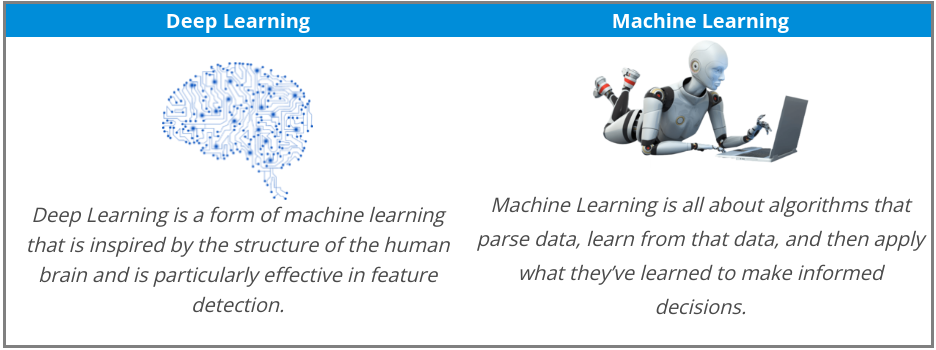 Deep Learning
Machine Learning
Deep Learning is a form of machine learning
that is inspired by the structure of the human
brain and is particularly effective in feature
detection.
Machine Learning is all about algorithms that
parse data, learn from that data, and then apply
what they’ve learned to make informed
decisions.